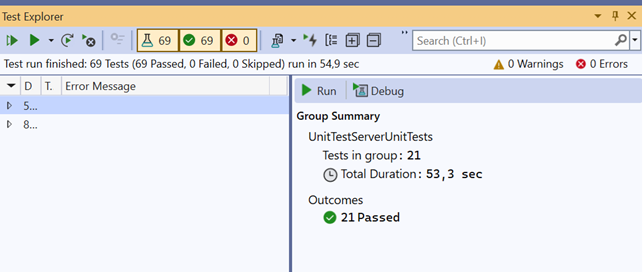 Test Explorer
69 69 0 Search (Ctrl+I)
Test run finished: 69 Tests (69 Passed, 0 Failed, 0 Skipped) run in 54,9 sec 0 Warnings 0 Errors
D T. Error Message
5...
8...
Run Debug
Group Summary
UnitTestServerUnitTests
Tests in group: 21
Total Duration: 53,3 sec
Outcomes
21 Passed